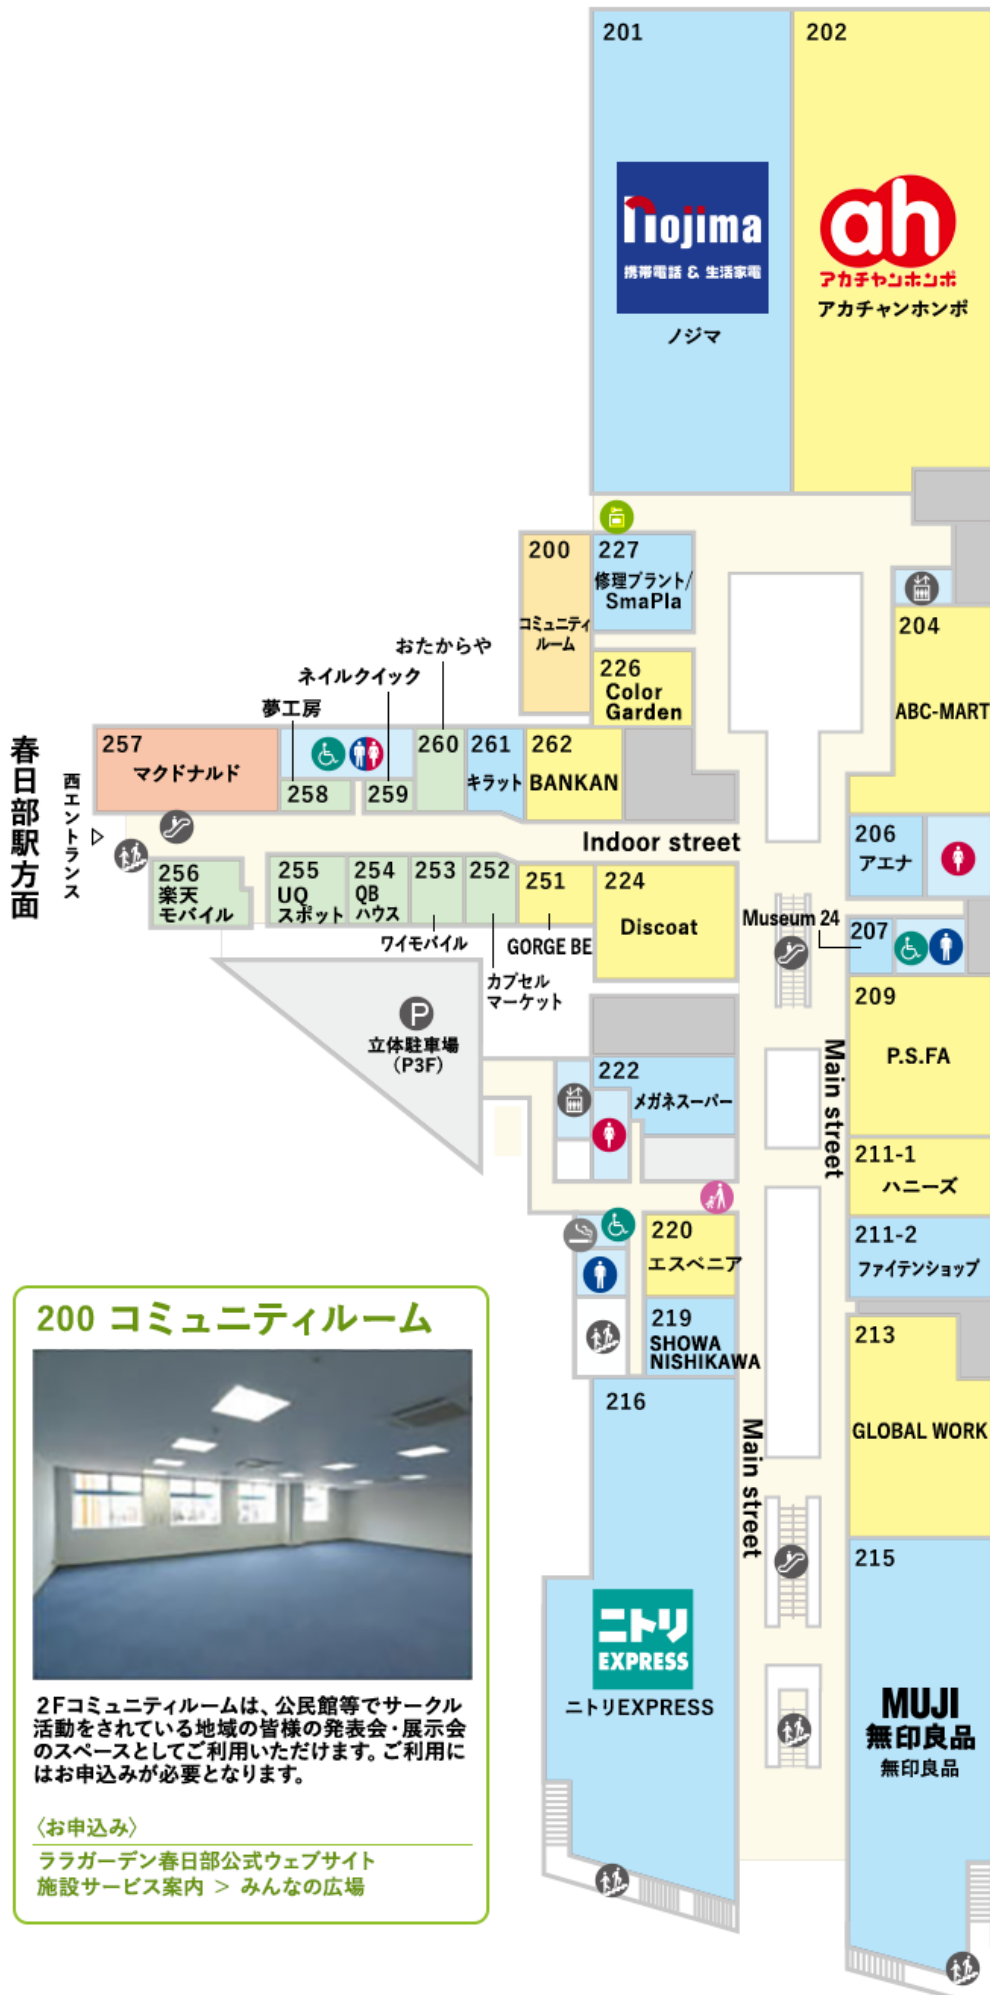 201
nojima
携帯電話 & 生活家電
ノジマ
202
ah
アカチャンホンポ
アカチャンホンポ
200
コミュニティ
ルーム
227
修理プラント/
SmaPla
226
Color
Garden
204
ABC-MART
おたからや
ネイルクイック
夢工房
春日部駅方面
西エントランス
257
マクドナルド
258
259
260
261
キラット
262
BANKAN
Indoor street
206
アエナ
256
楽天
モバイル
255
UQ
スポット
254
QB
ハウス
253
ワイモバイル
252
カプセル
マーケット
251
GORGE BE
224
Discoat
Museum 24
207
209
P.S.FA
P
立体駐車場
(P3F)
222
メガネスーパー
Main street
211-1
ハニーズ
211-2
ファイテンショップ
220
エスペニア
219
SHOWA
NISHIKAWA
213
GLOBAL WORK
216
ニトリ
EXPRESS
ニトリEXPRESS
Main street
215
MUJI
無印良品
無印良品
200 コミュニティルーム
2Fコミュニティルームは、公民館等でサークル
活動をされている地域の皆様の発表会・展示会
のスペースとしてご利用いただけます。ご利用に
はお申込みが必要となります。
〈お申込み〉
ララガーデン春日部公式ウェブサイト
施設サービス案内 > みんなの広場